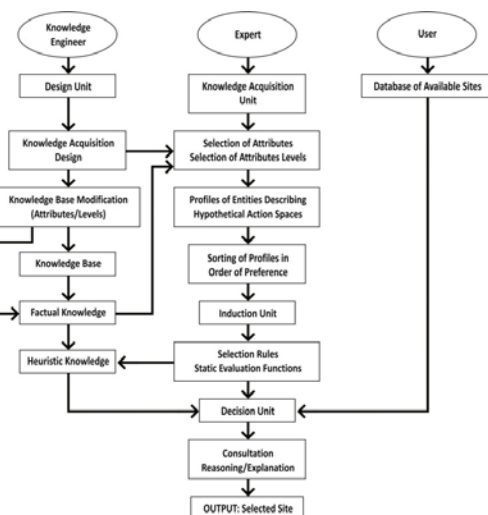 Knowledge
Engineer
Design Unit
Knowledge Acquisition
Design
Knowledge Base Modification
(Attributes/Levels)
Knowledge Base
Factual Knowledge
Heuristic Knowledge
Expert
Knowledge Acquisition
Unit
Selection of Attributes
Selection of Attributes Levels
Profiles of Entities Describing
Hypothetical Action Spaces
Sorting of Profiles in
Order of Preference
Induction Unit
Selection Rules
Static Evaluation Functions
Decision Unit
Consultation
Reasoning/Explanation
OUTPUT: Selected Site
User
Database of Available Sites